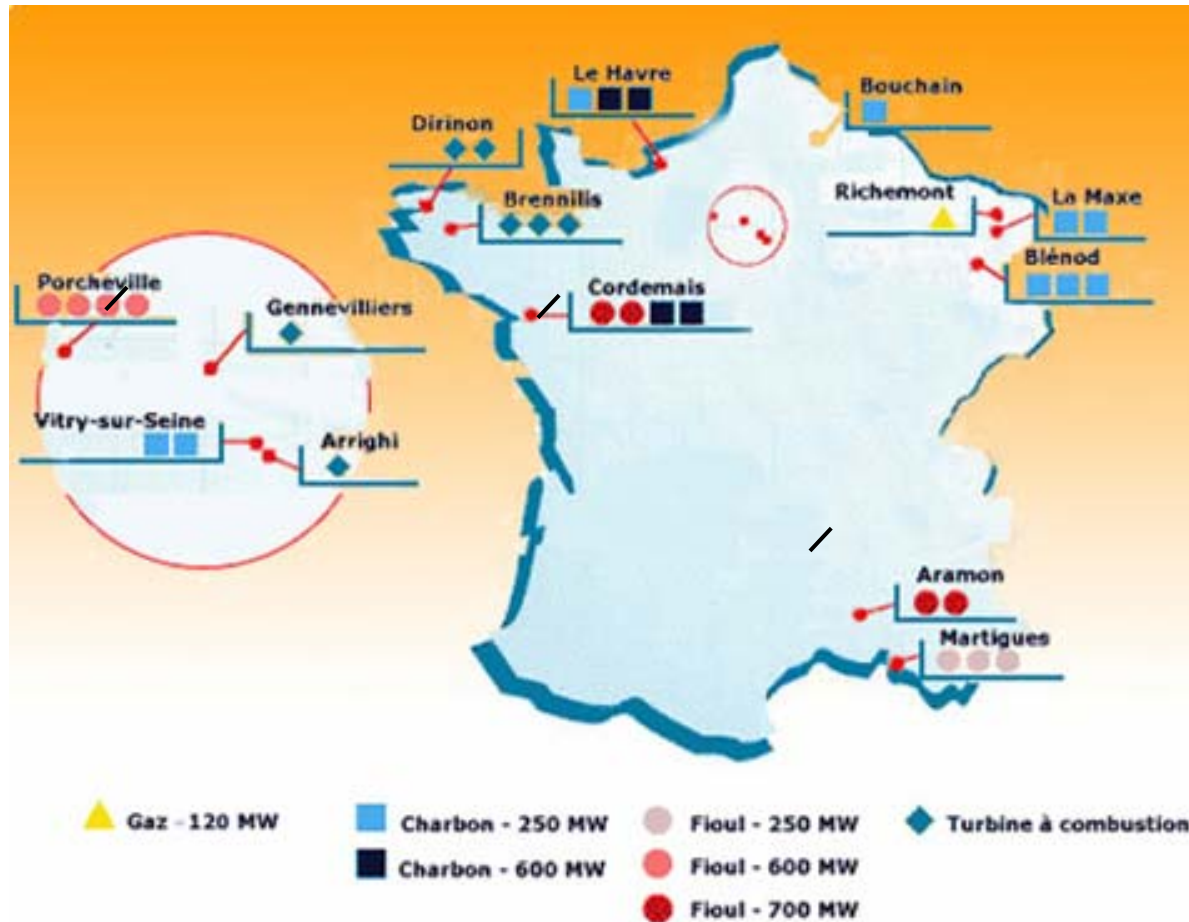 Le Havre
Bouchain
Dirinon
Brennilis
Richemont
La Maxe
Blénod
Porcheville
Gennevilliers
Cordemais
Vitry-sur-Seine
Arrighi
Aramon
Martigues
Gaz - 120 MW
Charbon - 250 MW
Fioul - 250 MW
Turbine à combustion
Charbon - 600 MW
Fioul - 600 MW
Fioul - 700 MW